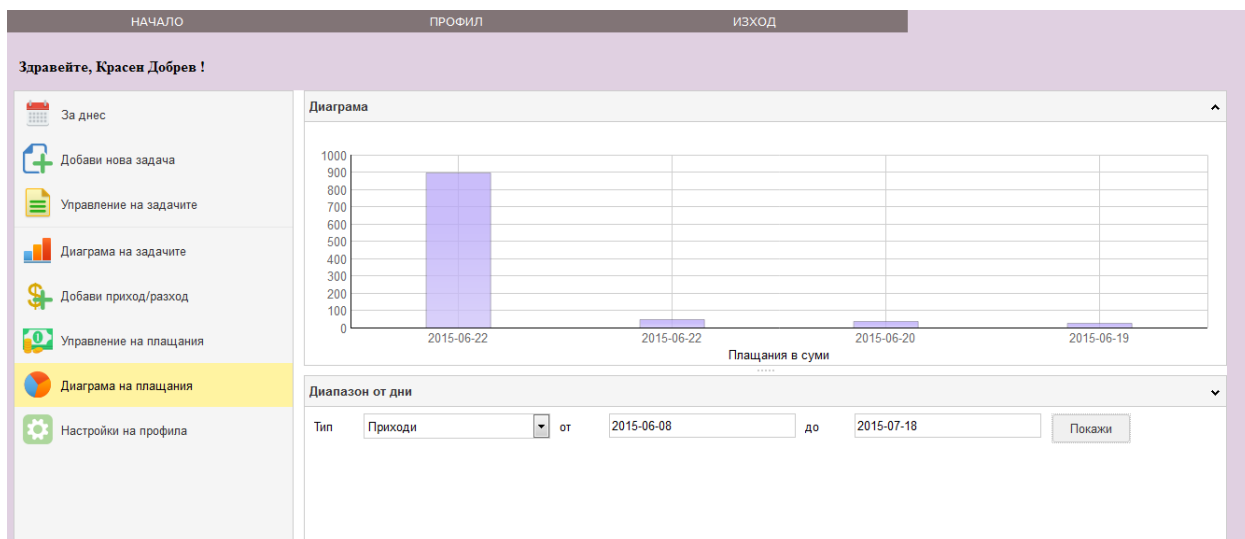 НАЧАЛО ПРОФИЛ ИЗХОД
Здравейте, Красен Добрев !
За днес
Добави нова задача
Управление на задачите
Диаграма на задачите
Добави приход/разход
Управление на плащания
Диаграма на плащания
Настройки на профила
Диаграма
1000
900
800
700
600
500
400
300
200
100
0
2015-06-22 2015-06-22 2015-06-20 2015-06-19
Плащания в суми
Диапазон от дни
Тип Приходи от 2015-06-08 до 2015-07-18 Покажи